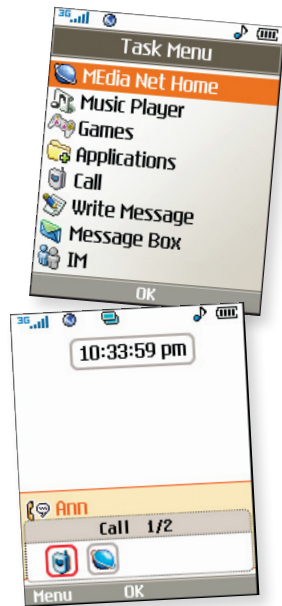 3G
Task Menu
MEdia Net Home
Music Player
Games
Applications
Call
Write Message
Message Box
IM
OK
3G
10:33:59 pm
Ann
Call 1/2
Menu OK